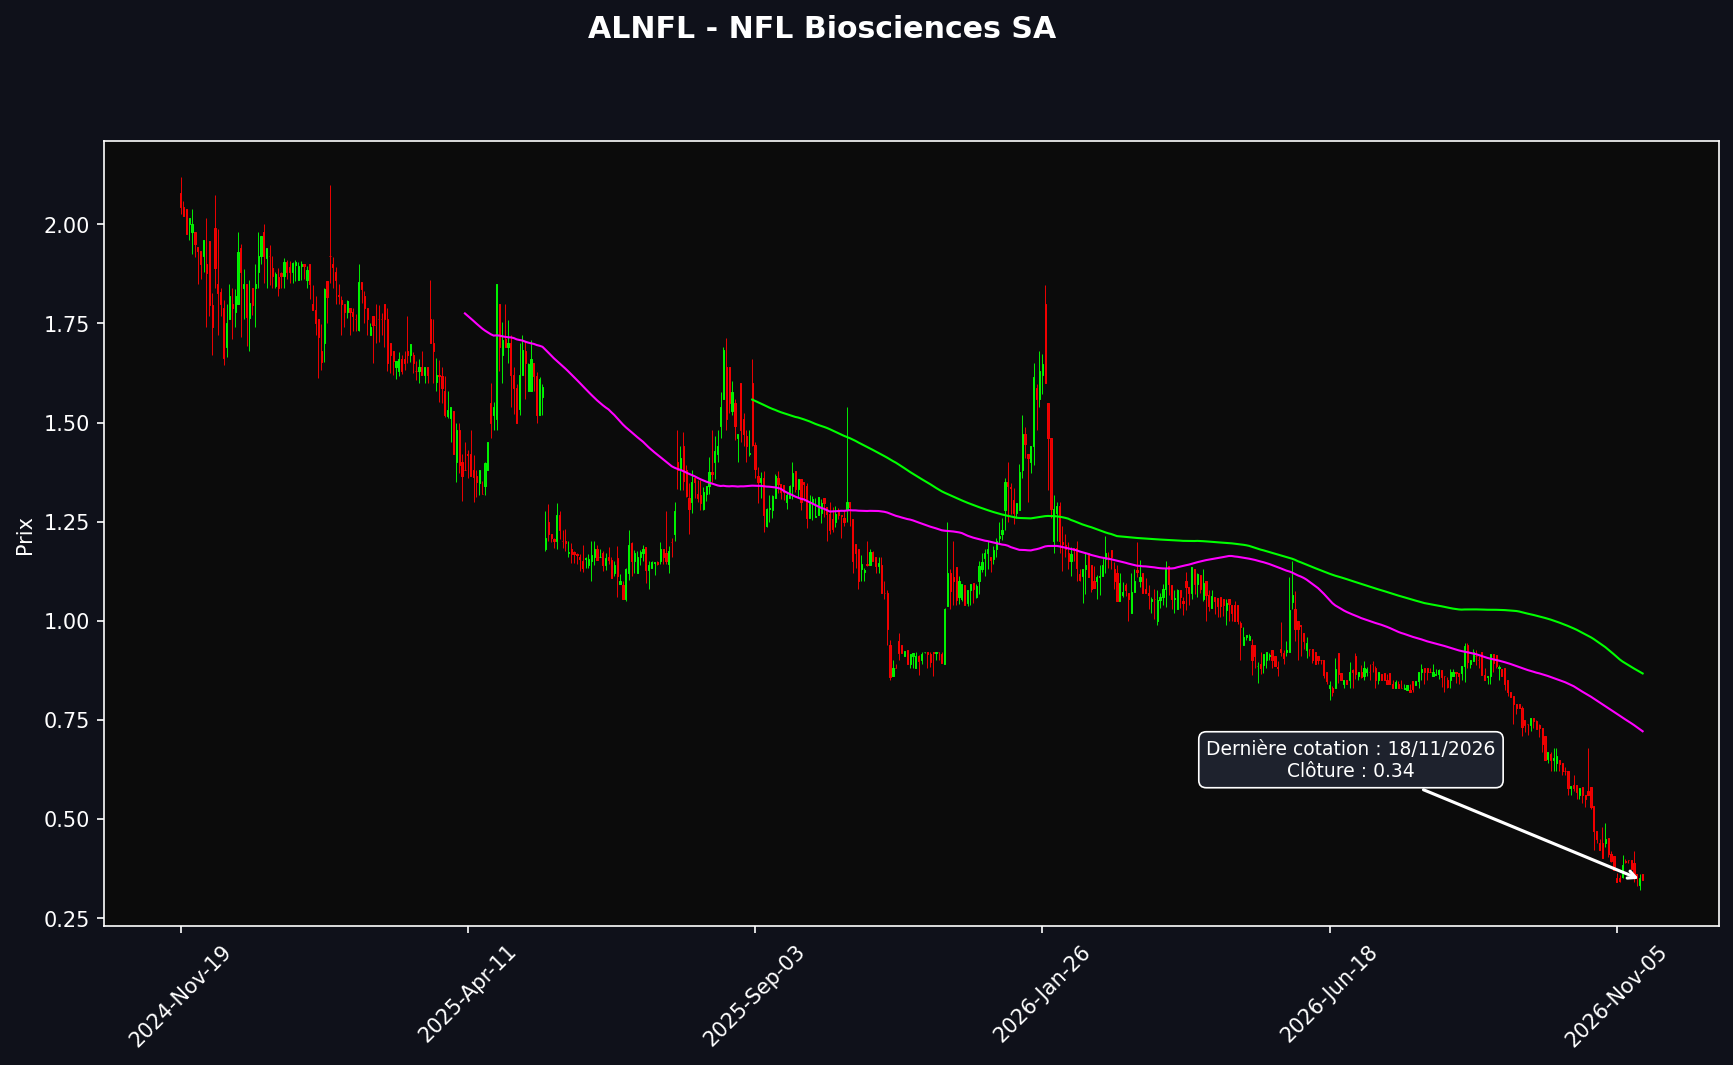 ALNFL - NFL Biosciences SA
Prix
2.00
1.75
1.50
1.25
1.00
0.75
0.50
0.25
Dernière cotation : 18/11/2026
Clôture : 0.34
2024-Nov-19
2025-Apr-11
2025-Sep-03
2026-Jan-26
2026-Jun-18
2026-Nov-05